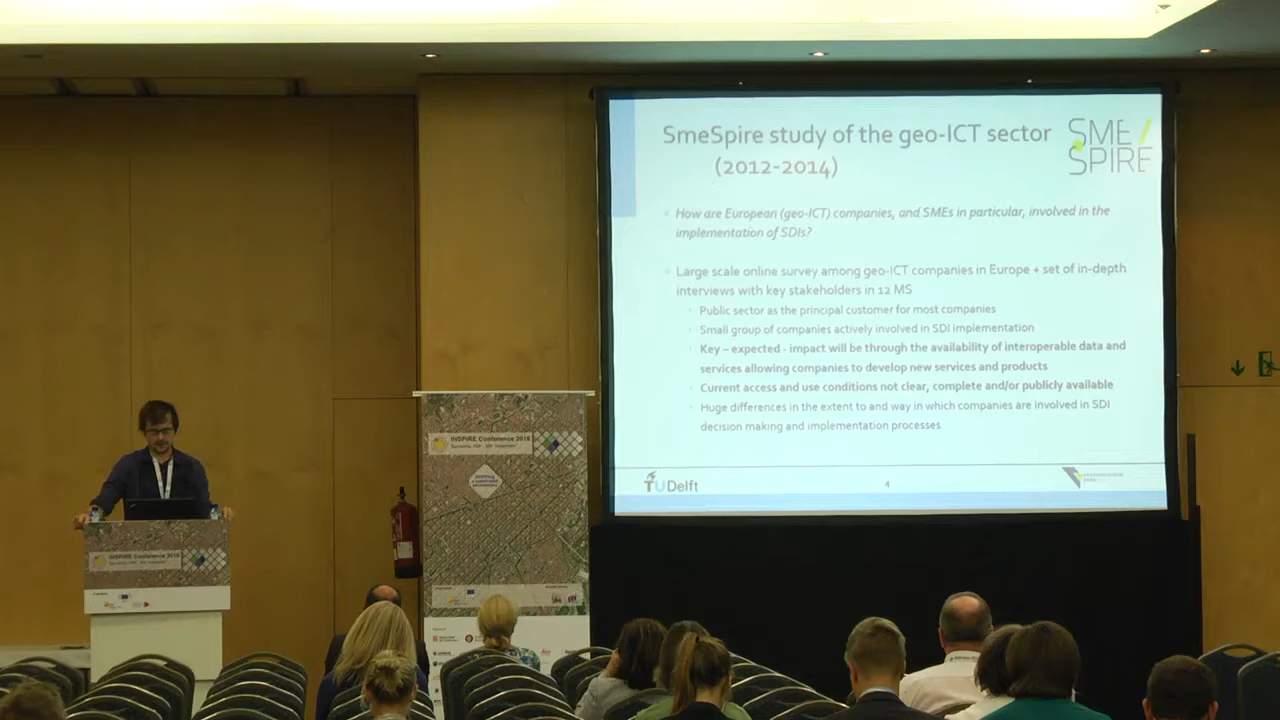 SmeSpire study of the geo-ICT sector
(2012-2014)
SME
SPIRE
How are European (geo-ICT) companies, and SMEs in particular, involved in the
implementation of SDIs?
Large scale online survey among geo-ICT companies in Europe + set of in-depth
interviews with key stakeholders in 12 MS
Public sector as the principal customer for most companies
Small group of companies actively involved in SDI implementation
Key – expected - impact will be through the availability of interoperable data and
services allowing companies to develop new services and products
Current access and use conditions not clear, complete and/or publicly available
Huge differences in the extent to and way in which companies are involved in SDI
decision making and implementation processes
TU Delft
4
INSPIRE Conference 2016
INSPIRE Conference 2016